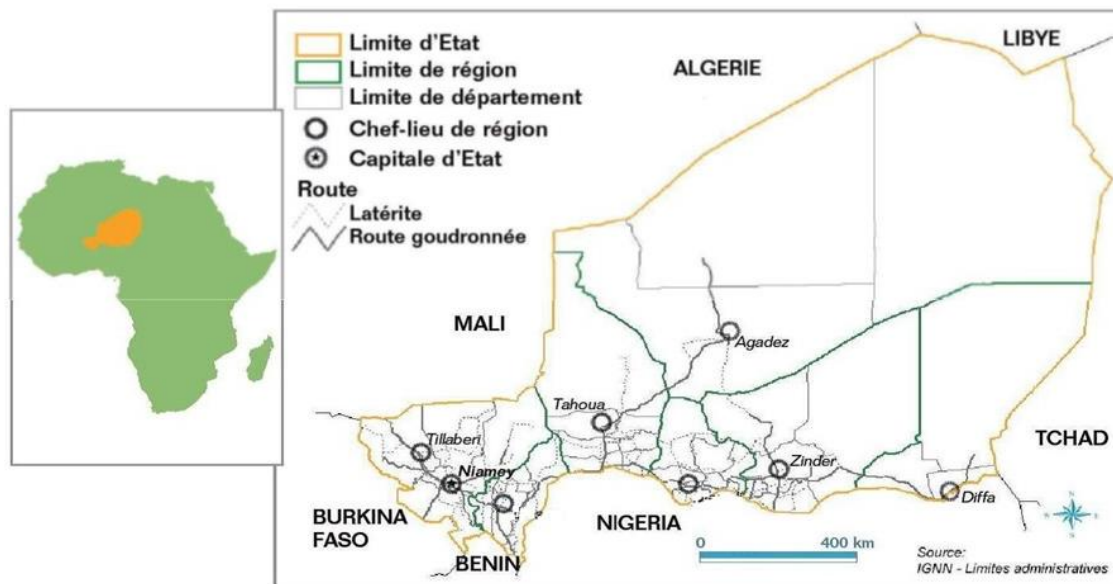 Limite d'Etat
Limite de région
Limite de département
Chef-lieu de région
Capitale d'Etat
Route
Latérite
Route goudronnée
ALGERIE
LIBYE
MALI
Agadez
Tahoua
TCHAD
Tillaberi
Niamey
Zinder
Diffa
BURKINA
FASO
NIGERIA
BENIN
0 400 km
N
Source:
IGNN - Limites administratives